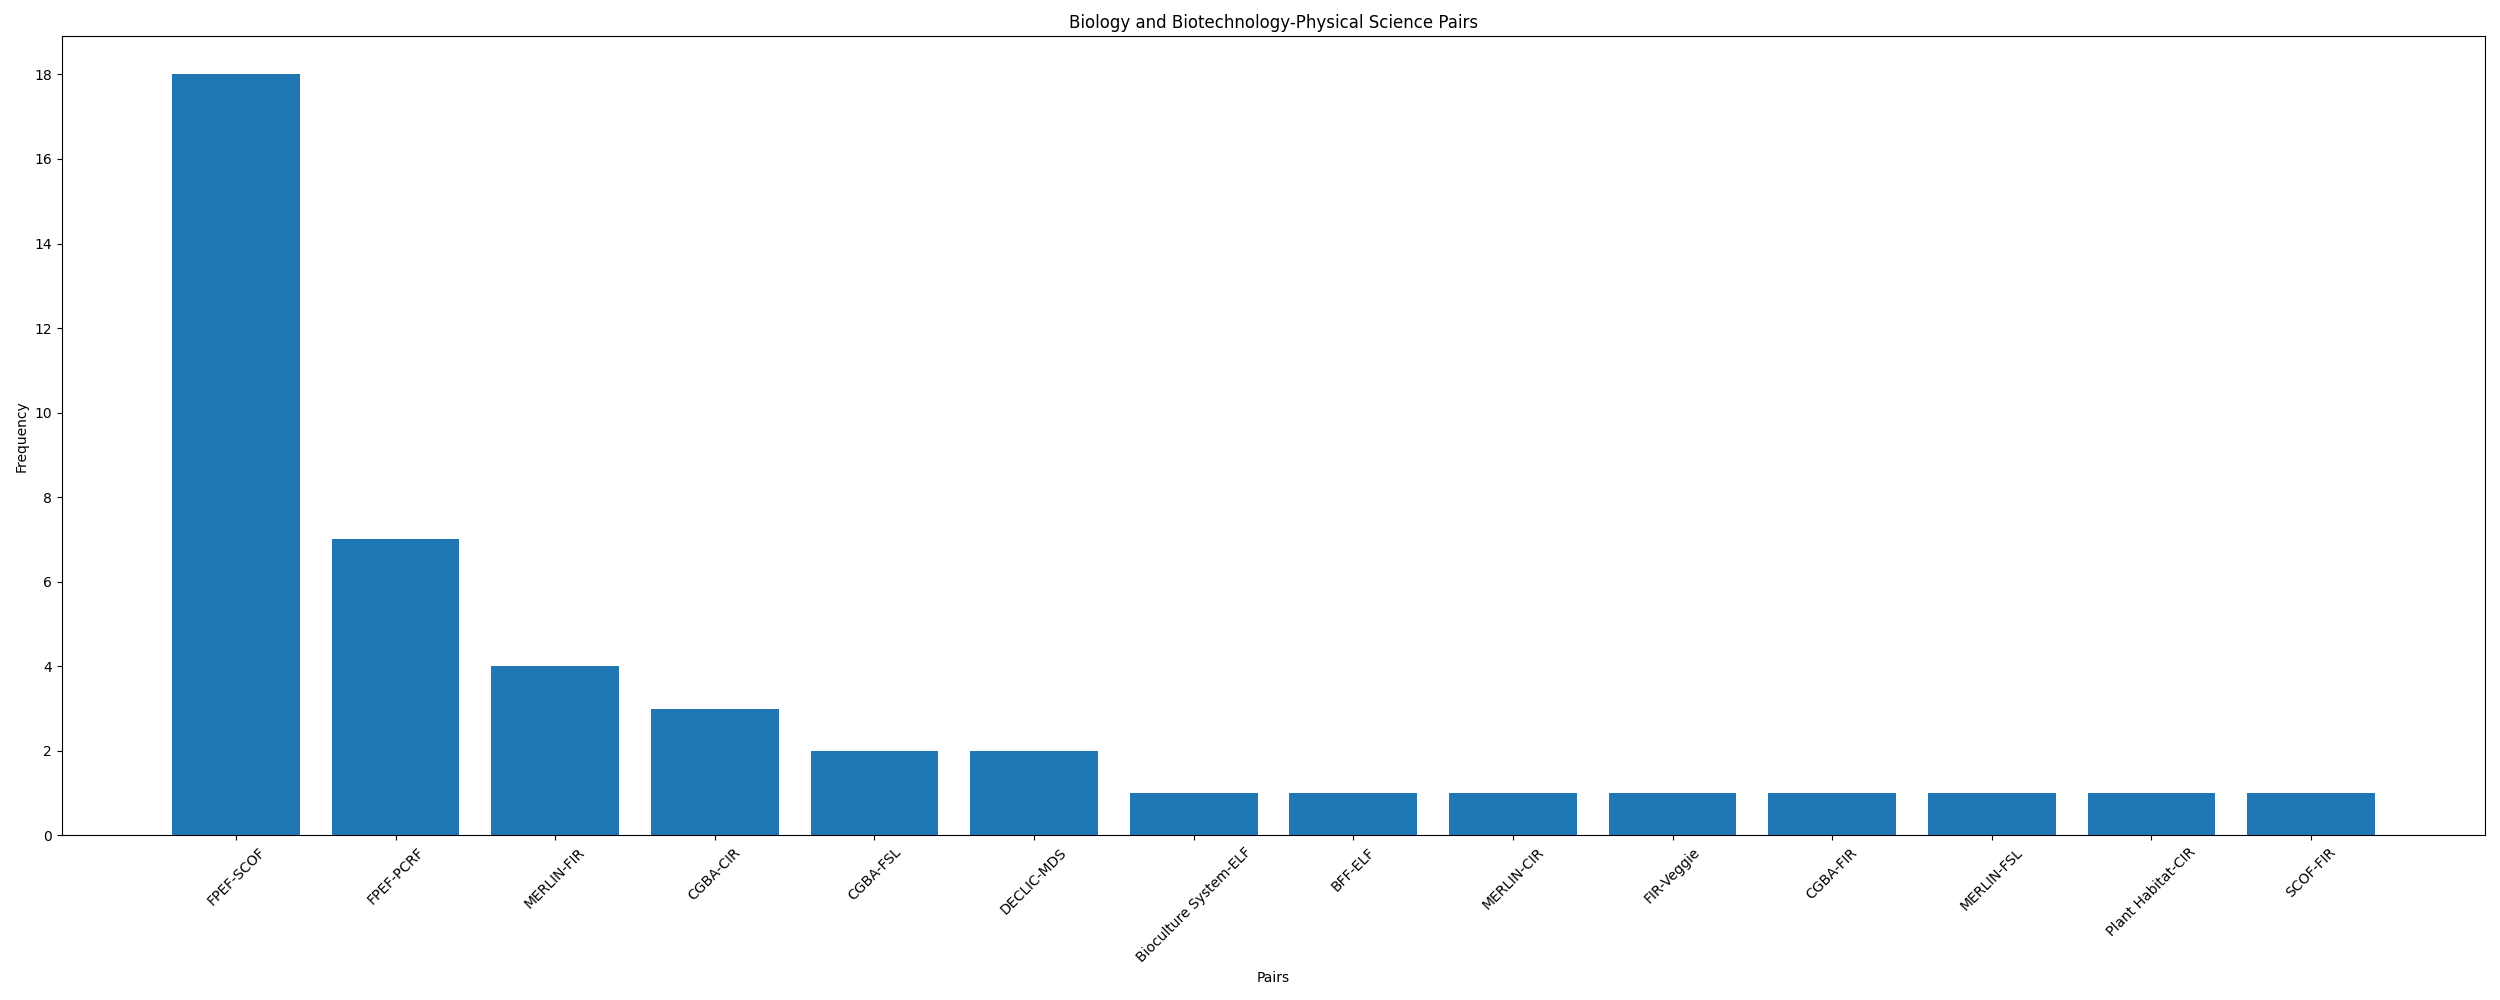 Biology and Biotechnology-Physical Science Pairs
Frequency
18
16
14
12
10
8
6
4
2
0
FPEF-SCOF
FPEF-PCRF
MERLIN-FIR
CGBA-CIR
CGBA-FSL
DECLIC-MDS
Bioculture System-ELF
BFF-ELF
MERLIN-CIR
FIR-Veggie
CGBA-FIR
MERLIN-FSL
Plant Habitat-CIR
SCOF-FIR
Pairs